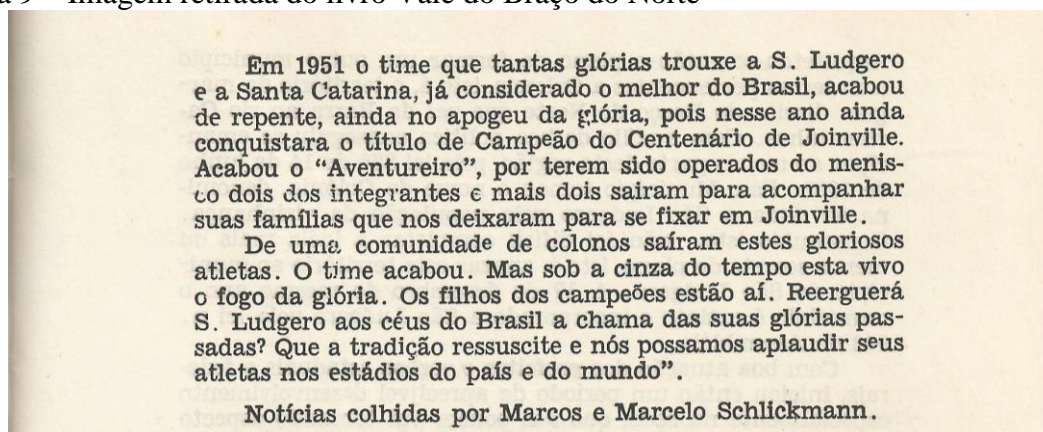 a 9 – Imagem retirada do livro Vale do Braço do Norte
Em 1951 o time que tantas glórias trouxe a S. Ludgero
e a Santa Catarina, já considerado o melhor do Brasil, acabou
de repente, ainda no apogeu da glória, pois nesse ano ainda
conquistara o título de Campeão do Centenário de Joinville.
Acabou o “Aventureiro”, por terem sido operados do menis-
co dois dos integrantes e mais dois sairam para acompanhar
suas famílias que nos deixaram para se fixar em Joinville.
De uma comunidade de colonos saíram estes gloriosos
atletas. O time acabou. Mas sob a cinza do tempo esta vivo
o fogo da glória. Os filhos dos campeões estão aí. Reerguerá
S. Ludgero aos céus do Brasil a chama das suas glórias pas-
sadas? Que a tradição ressuscite e nós possamos aplaudir seus
atletas nos estádios do país e do mundo”.
Notícias colhidas por Marcos e Marcelo Schlickmann.